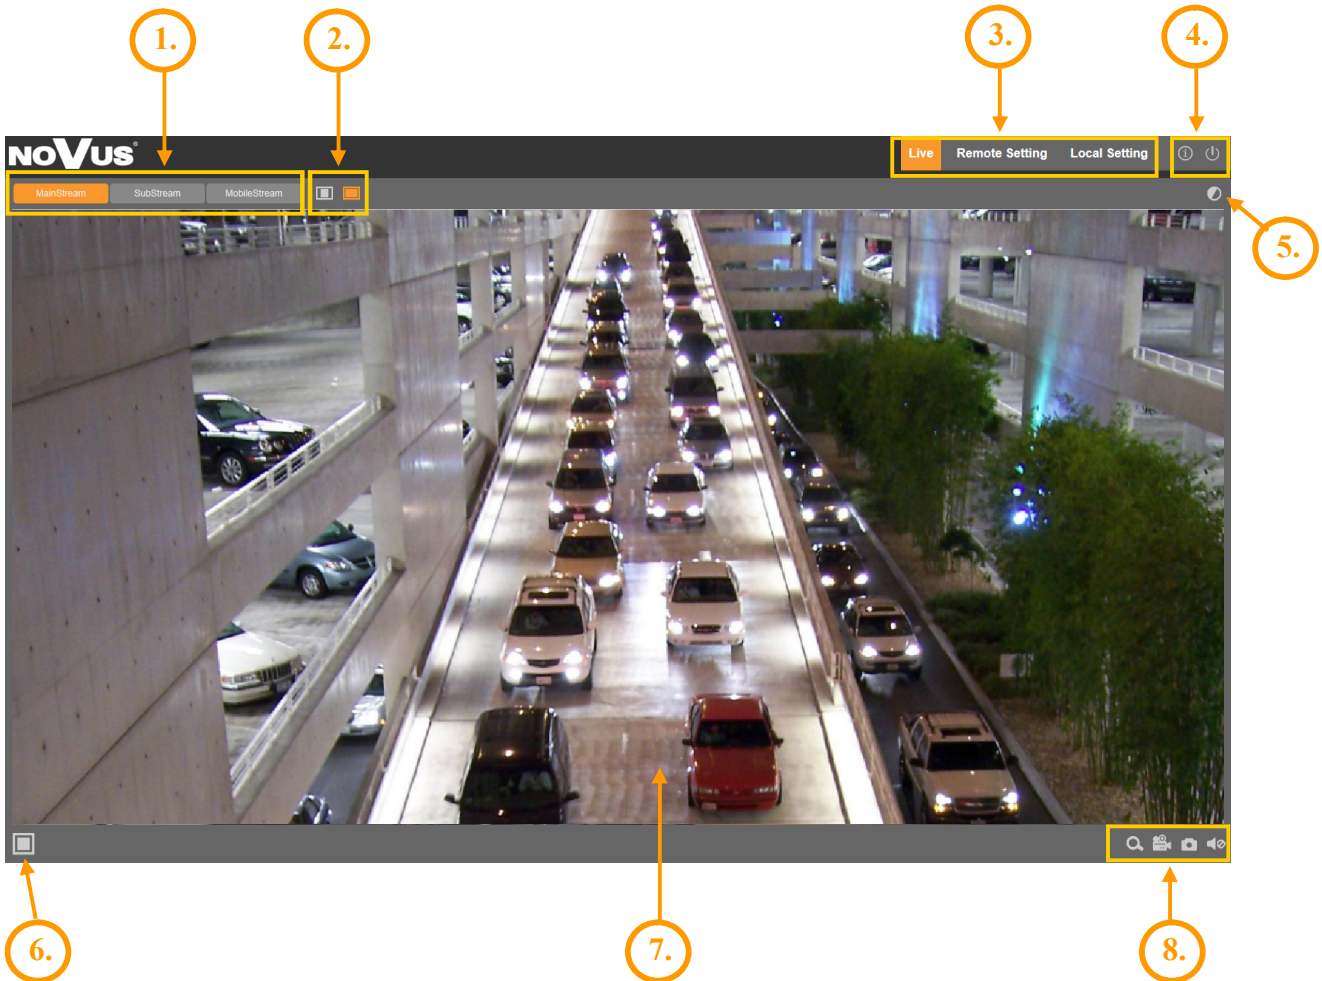 1.
2.
3.
4.
NOVUS®
Live Remote Setting Local Setting
MainStream SubStream MobileStream
5.
6.
7.
8.